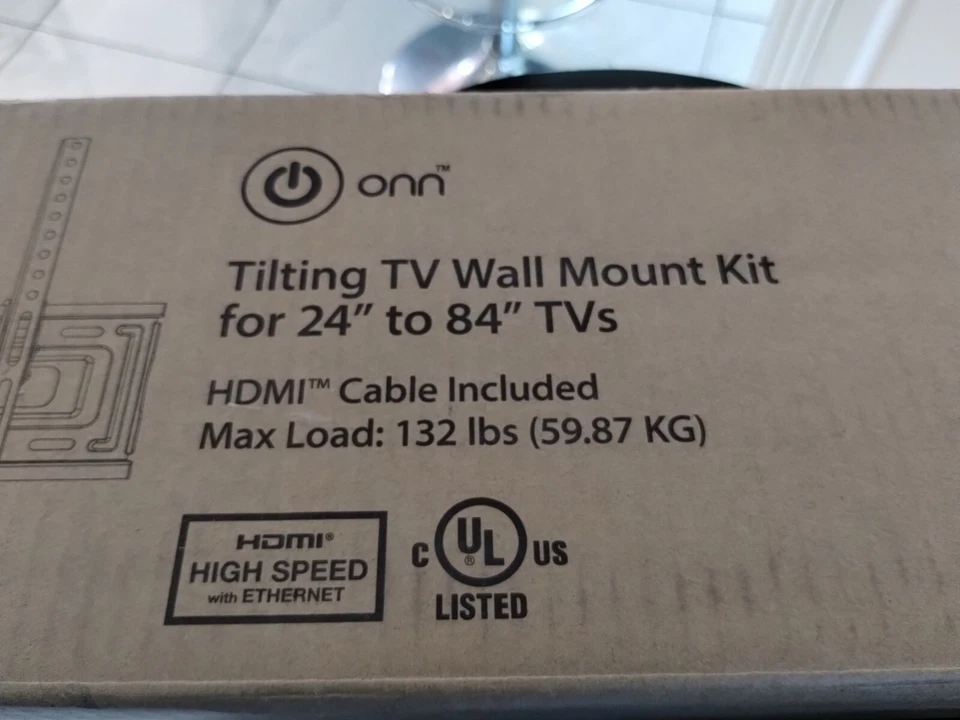 onn™
Tilting TV Wall Mount Kit
for 24” to 84” TVs
HDMI™ Cable Included
Max Load: 132 lbs (59.87 KG)
HDMI®
HIGH SPEED
with ETHERNET
C UL® US
LISTED